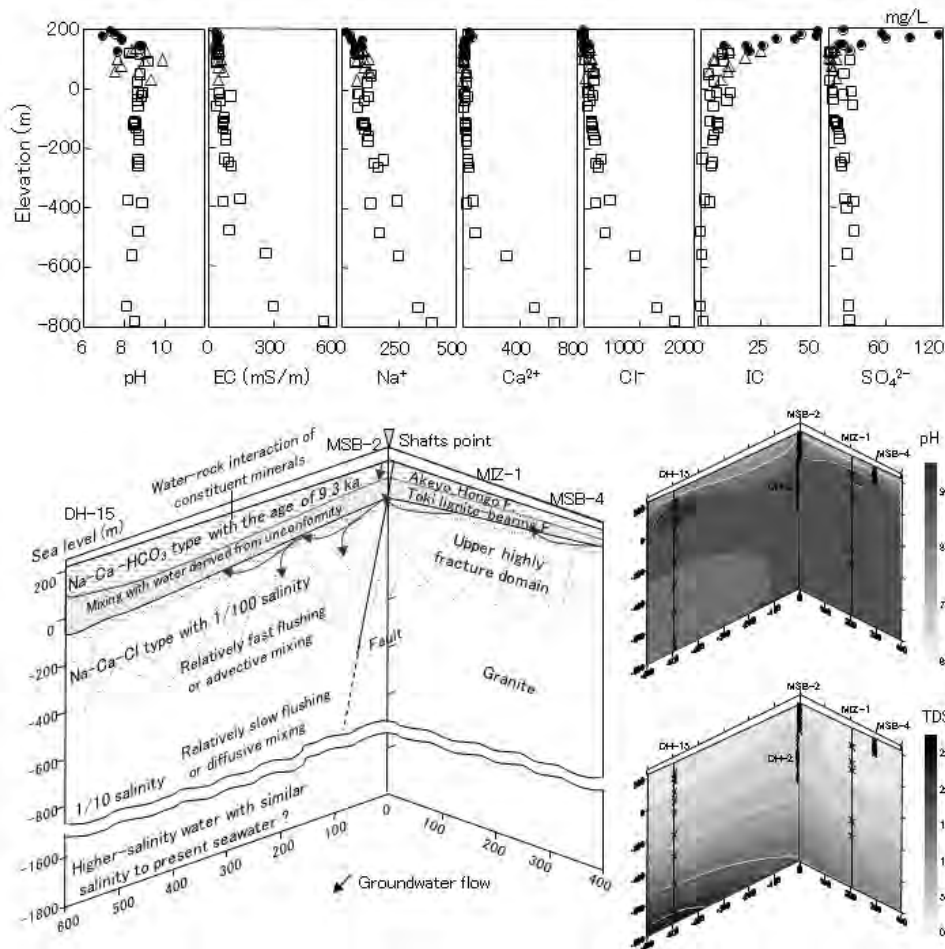 mg/L
200
0
-200
-400
-600
-800
Elevation (m)
6 8 10
0 300 600
0 250 500
0 400 800
0 1000 2000
0 25 50
0 60 120
pH
EC (mS/m)
Na⁺
Ca²⁺
Cl⁻
IC
SO₄²⁻
Water-rock interaction of
constituent minerals
MSB-2
Shafts point
MIZ-1
MSB-4
DH-15
Sea level (m)
Akeyo, Hongo F.
Toki lignite-bearing F.
Na-Ca-HCO₃ type with the age of 9.3 ka
Mixing with water derived from unconformity
Upper highly
fracture domain
Na-Ca-Cl type with 1/100 salinity
Relatively fast flushing
or advective mixing
Fault
Granite
Relatively slow flushing
or diffusive mixing
1/10 salinity
Higher-salinity water with similar
salinity to present seawater ?
200
0
-200
-400
-600
-800
-1600
-1800
600 500 400 300 200 100 0
100 200 300 400
Groundwater flow
MSB-2
MIZ-1
MSB-4
DH-15
DH-2
pH
9
8
7
6
MSB-2
MIZ-1
MSB-4
DH-15
DH-2
TDS